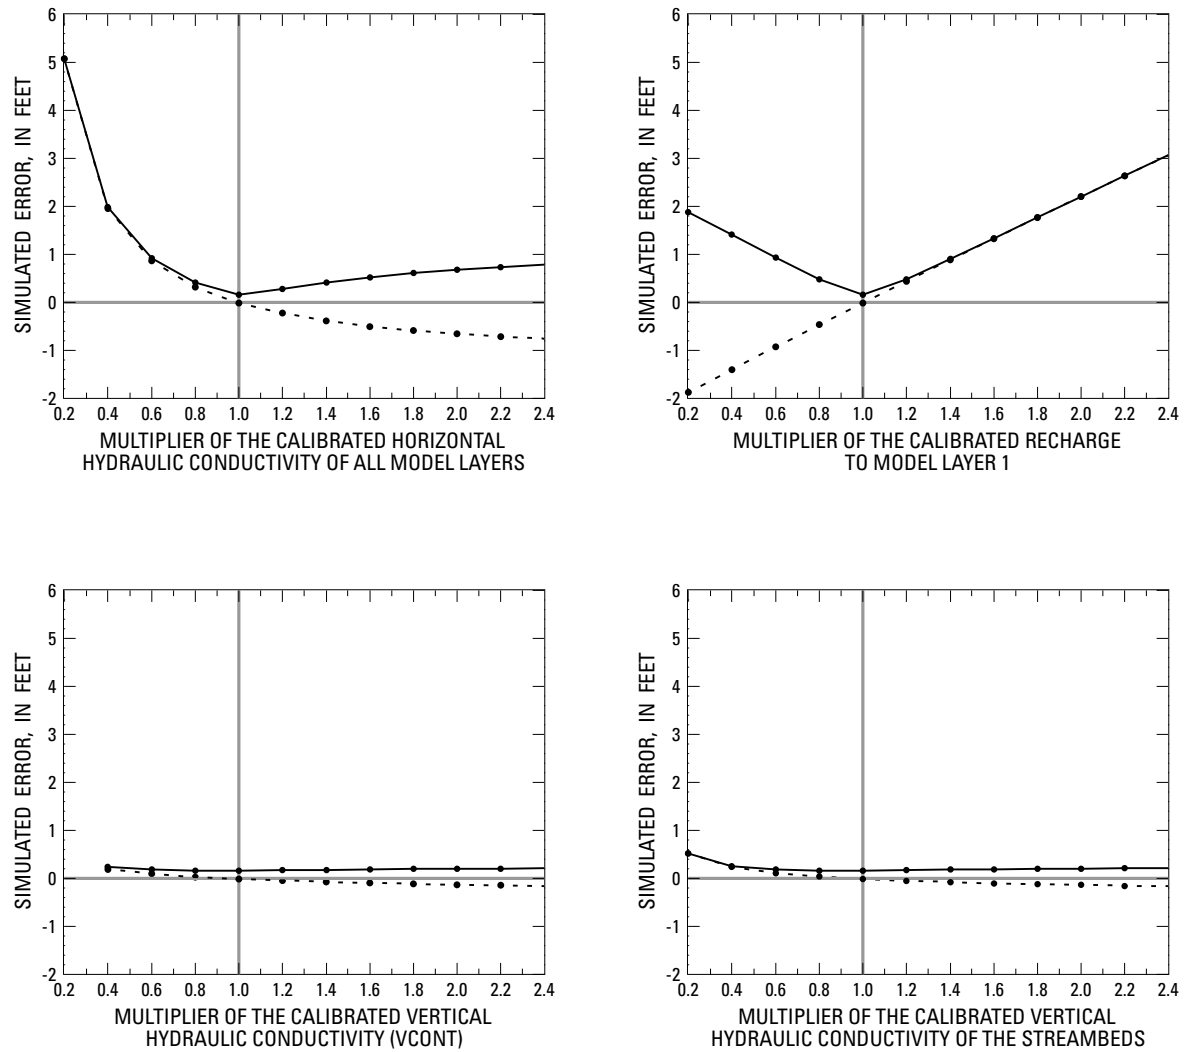 6
5
4
3
2
1
0
-1
-2
SIMULATED ERROR, IN FEET
0.2 0.4 0.6 0.8 1.0 1.2 1.4 1.6 1.8 2.0 2.2 2.4
MULTIPLIER OF THE CALIBRATED HORIZONTAL
HYDRAULIC CONDUCTIVITY OF ALL MODEL LAYERS
6
5
4
3
2
1
0
-1
-2
SIMULATED ERROR, IN FEET
0.2 0.4 0.6 0.8 1.0 1.2 1.4 1.6 1.8 2.0 2.2 2.4
MULTIPLIER OF THE CALIBRATED RECHARGE
TO MODEL LAYER 1
6
5
4
3
2
1
0
-1
-2
SIMULATED ERROR, IN FEET
0.2 0.4 0.6 0.8 1.0 1.2 1.4 1.6 1.8 2.0 2.2 2.4
MULTIPLIER OF THE CALIBRATED VERTICAL
HYDRAULIC CONDUCTIVITY (VCONT)
6
5
4
3
2
1
0
-1
-2
SIMULATED ERROR, IN FEET
0.2 0.4 0.6 0.8 1.0 1.2 1.4 1.6 1.8 2.0 2.2 2.4
MULTIPLIER OF THE CALIBRATED VERTICAL
HYDRAULIC CONDUCTIVITY OF THE STREAMBEDS